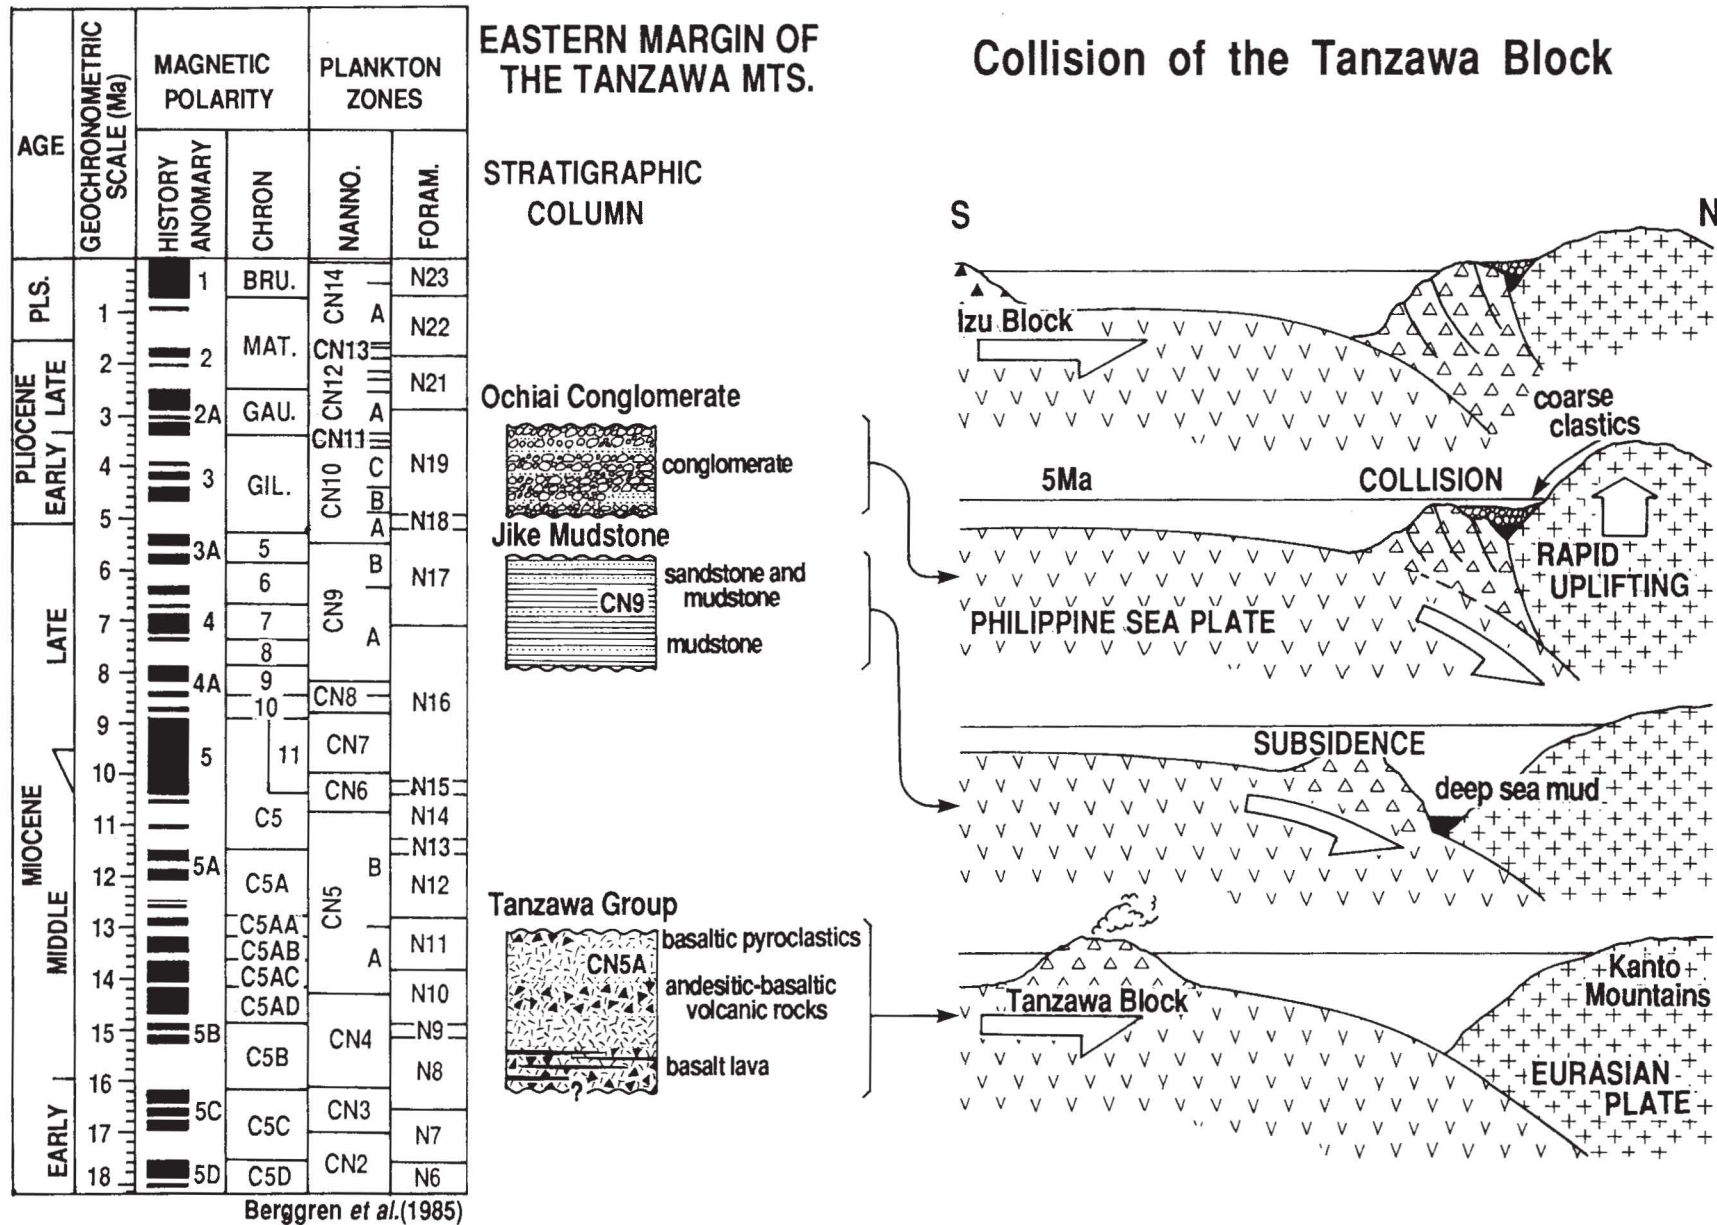 AGE
GEOCHRONOMETRIC
SCALE (Ma)
MAGNETIC
POLARITY
PLANKTON
ZONES
HISTORY
ANOMARY
CHRON
NANNO.
FORAM.
EASTERN MARGIN OF
THE TANZAWA MTS.
STRATIGRAPHIC
COLUMN
Collision of the Tanzawa Block
PLS.
PLIOCENE
EARLY LATE
MIOCENE
LATE
MIDDLE
EARLY
1
2
3
4
5
6
7
8
9
10
11
12
13
14
15
16
17
18
1
2
2A
3
3A
4
4A
5
5A
5B
5C
5D
BRU.
MAT.
GAU.
GIL.
5
6
7
8
9
10
11
C5
C5A
C5AA
C5AB
C5AC
C5AD
C5B
C5C
C5D
CN14
A
CN13
CN12
A
CN11
CN10
C
B
A
CN9
B
A
CN8
CN7
CN6
CN5
B
A
CN4
CN3
CN2
N23
N22
N21
N19
N18
N17
N16
N15
N14
N13
N12
N11
N10
N9
N8
N7
N6
Berggren et al.(1985)
Ochiai Conglomerate
conglomerate
Jike Mudstone
CN9
sandstone and
mudstone
mudstone
Tanzawa Group
CN5A
basaltic pyroclastics
andesitic-basaltic
volcanic rocks
basalt lava
?
S
N
Izu Block
coarse
clastics
5Ma
COLLISION
RAPID
UPLIFTING
PHILIPPINE SEA PLATE
SUBSIDENCE
deep sea mud
Tanzawa Block
Kanto
Mountains
EURASIAN
PLATE